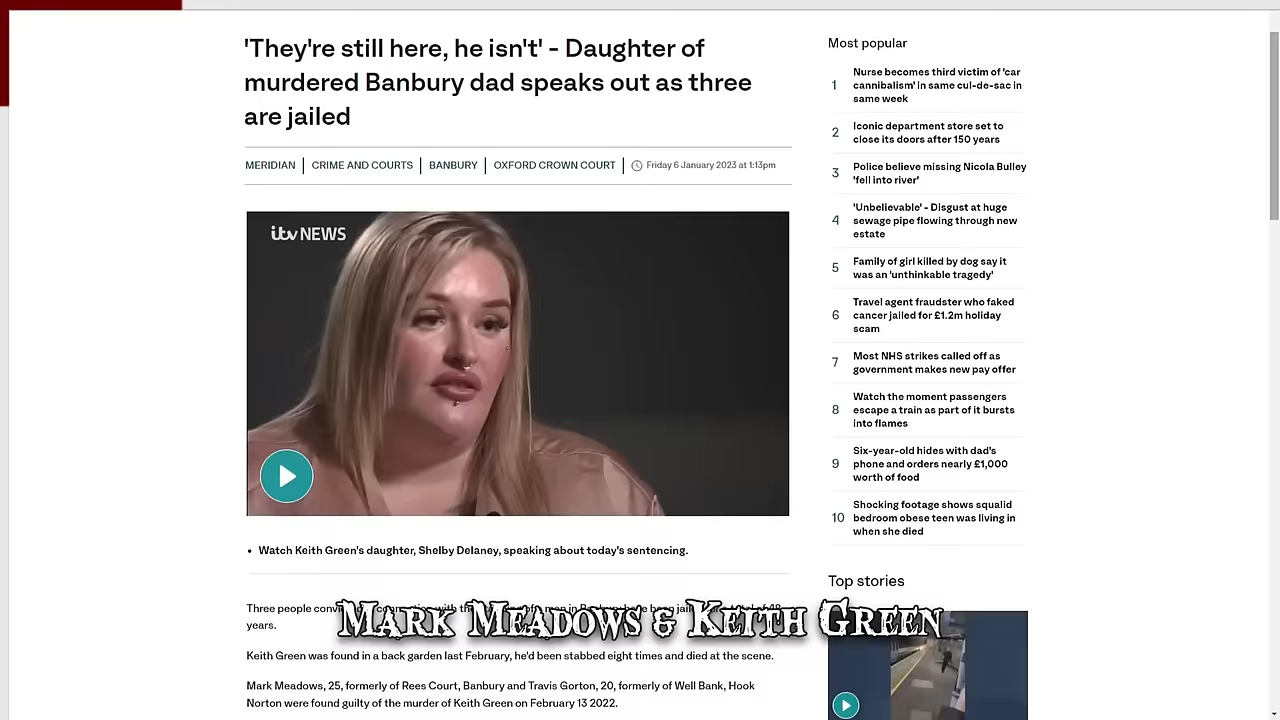 'They're still here, he isn't' - Daughter of
murdered Banbury dad speaks out as three
are jailed
MERIDIAN
CRIME AND COURTS
BANBURY
OXFORD CROWN COURT
Friday 6 January 2023 at 1:13pm
itv NEWS
• Watch Keith Green's daughter, Shelby Delaney, speaking about today's sentencing.
Three people
years.
MARK MEADOWS & KEITH GREEN
Keith Green was found in a back garden last February, he'd been stabbed eight times and died at the scene.
Mark Meadows, 25, formerly of Rees Court, Banbury and Travis Gorton, 20, formerly of Well Bank, Hook
Norton were found guilty of the murder of Keith Green on February 13 2022.
Most popular
1
Nurse becomes third victim of 'car
cannibalism' in same cul-de-sac in
same week
2
Iconic department store set to
close its doors after 150 years
3
Police believe missing Nicola Bulley
'fell into river'
4
'Unbelievable' - Disgust at huge
sewage pipe flowing through new
estate
5
Family of girl killed by dog say it
was an 'unthinkable tragedy'
6
Travel agent fraudster who faked
cancer jailed for £1.2m holiday
scam
7
Most NHS strikes called off as
government makes new pay offer
8
Watch the moment passengers
escape a train as part of it bursts
into flames
9
Six-year-old hides with dad's
phone and orders nearly £1,000
worth of food
10
Shocking footage shows squalid
bedroom obese teen was living in
when she died
Top stories